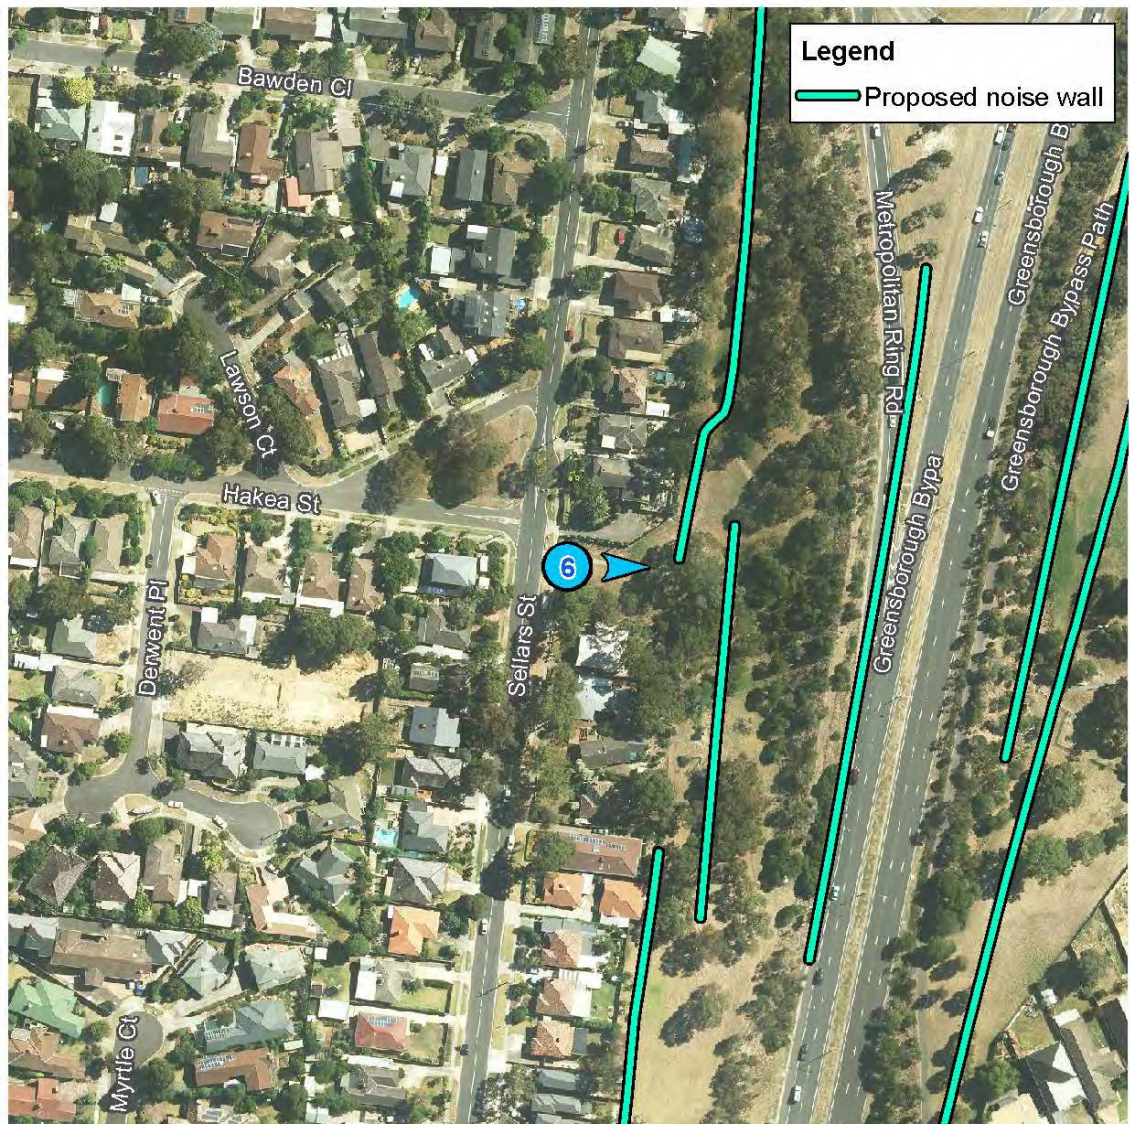 Legend
Proposed noise wall
Bawden Cl
Metropolitan Ring Rd
Greensborough By
Greensborough Bypass Path
Lawson Ct
Hakea St
Greensborough Bypa
6
Derwent Pl
Sellars St
Myrtle Ct